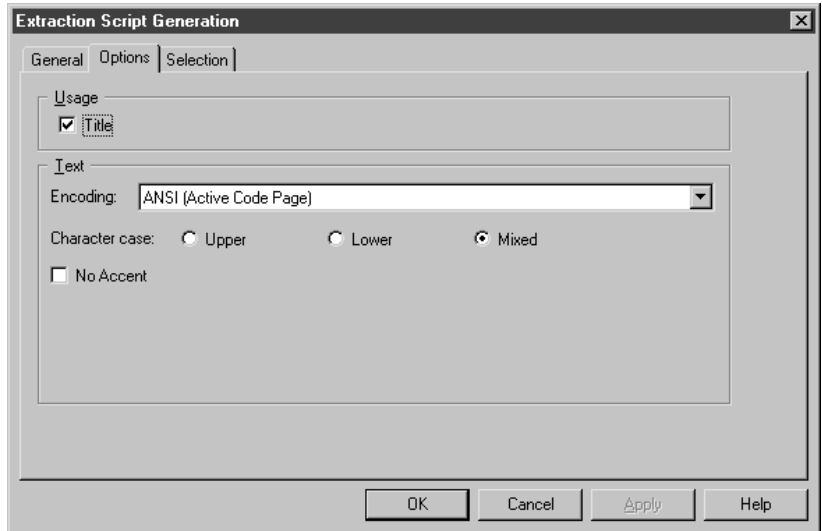 Extraction Script Generation
General Options Selection
Usage
Title
Text
Encoding: ANSI (Active Code Page)
Character case: Upper Lower Mixed
No Accent
OK Cancel Apply Help